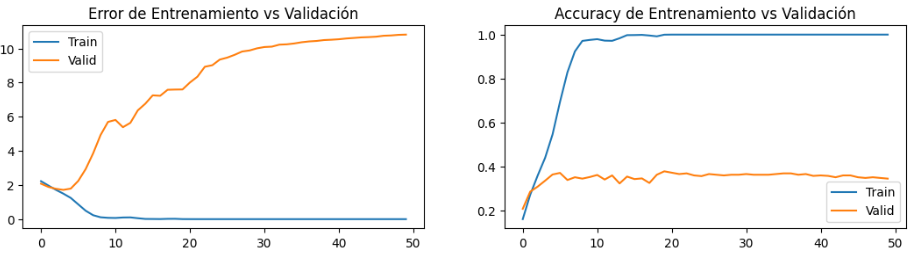 Error de Entrenamiento vs Validación
10
8
6
4
2
0
0 10 20 30 40 50
Train
Valid
Accuracy de Entrenamiento vs Validación
1.0
0.8
0.6
0.4
0.2
0 10 20 30 40 50
Train
Valid